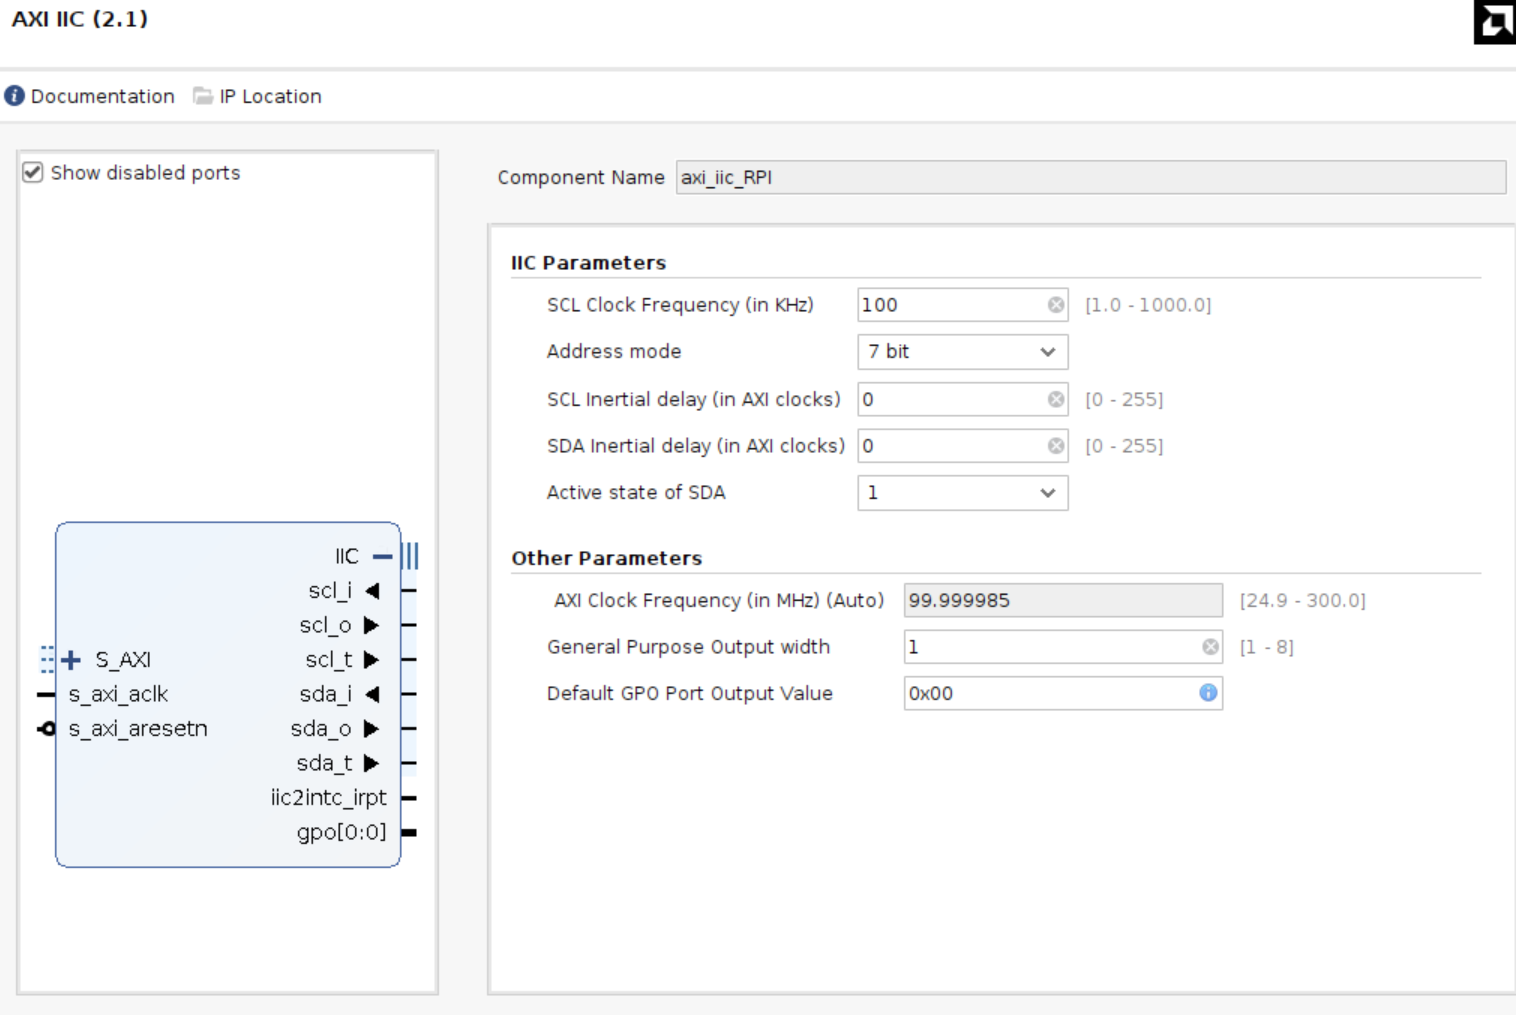 AXI IIC (2.1)
Documentation IP Location
Show disabled ports
IIC
scl_i
scl_o
S_AXI scl_t
s_axi_aclk sda_i
s_axi_aresetn sda_o
sda_t
iic2intc_irpt
gpo[0:0]
Component Name axi_iic_RPI
IIC Parameters
SCL Clock Frequency (in KHz) 100 [1.0 - 1000.0]
Address mode 7 bit
SCL Inertial delay (in AXI clocks) 0 [0 - 255]
SDA Inertial delay (in AXI clocks) 0 [0 - 255]
Active state of SDA 1
Other Parameters
AXI Clock Frequency (in MHz) (Auto) 99.999985 [24.9 - 300.0]
General Purpose Output width 1 [1 - 8]
Default GPO Port Output Value 0x00